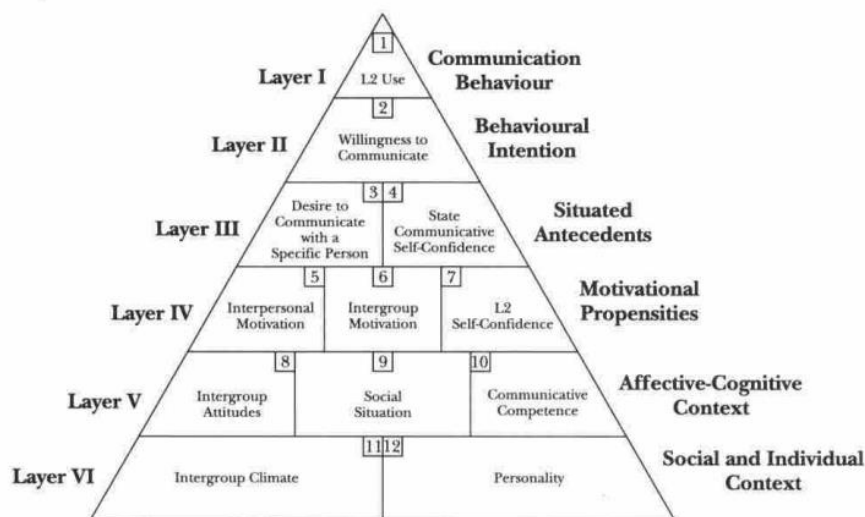 1
Layer I
L2 Use
Communication
Behaviour
2
Layer II
Willingness to
Communicate
Behavioural
Intention
3 4
Layer III
Desire to
Communicate
with a
Specific Person
State
Communicative
Self-Confidence
Situated
Antecedents
5 6 7
Layer IV
Interpersonal
Motivation
Intergroup
Motivation
L2
Self-Confidence
Motivational
Propensities
8 9 10
Layer V
Intergroup
Attitudes
Social
Situation
Communicative
Competence
Affective-Cognitive
Context
11 12
Layer VI
Intergroup Climate
Personality
Social and Individual
Context